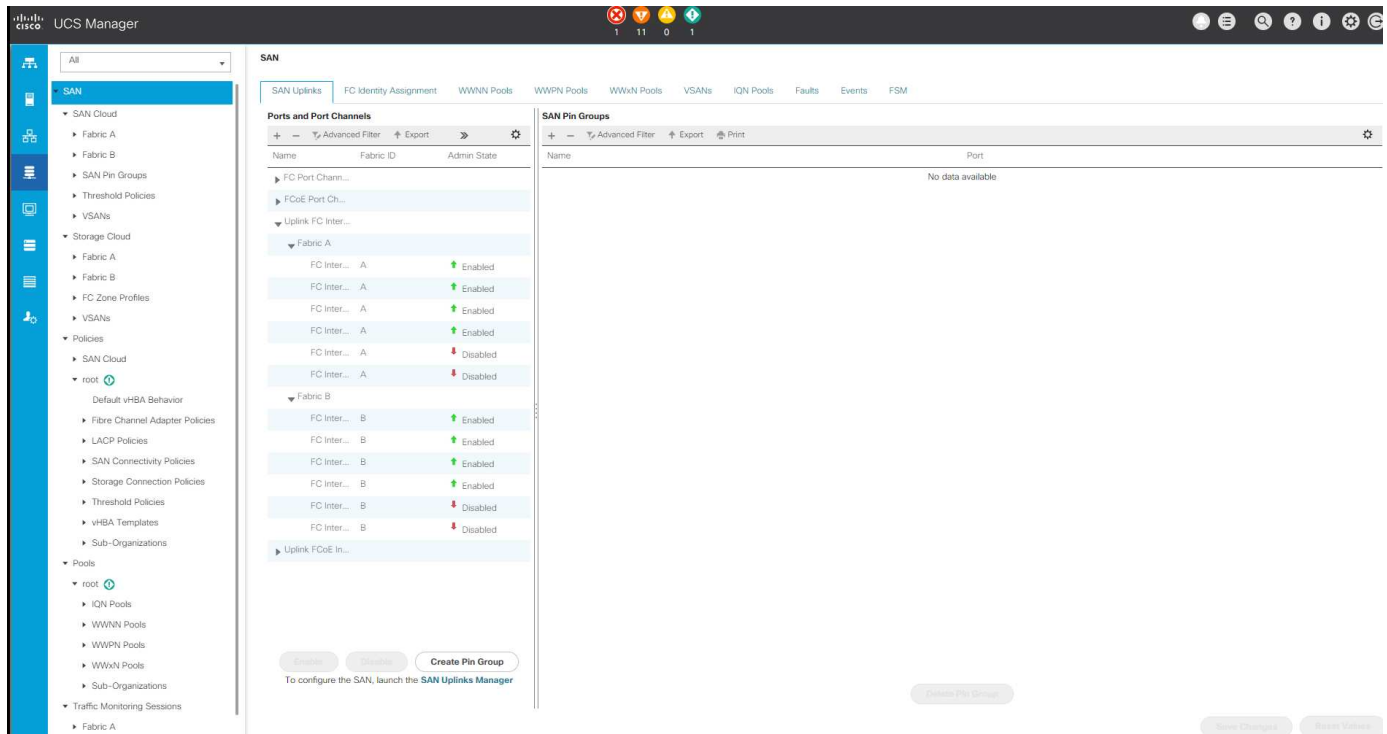 cisco UCS Manager
1 11 0 1
All
SAN
SAN Cloud
Fabric A
Fabric B
SAN Pin Groups
Threshold Policies
VSANs
Storage Cloud
Fabric A
Fabric B
FC Zone Profiles
VSANs
Policies
SAN Cloud
root
Default vHBA Behavior
Fibre Channel Adapter Policies
LACP Policies
SAN Connectivity Policies
Storage Connection Policies
Threshold Policies
vHBA Templates
Sub-Organizations
Pools
root
IQN Pools
WWNN Pools
WWPN Pools
WWxN Pools
Sub-Organizations
Traffic Monitoring Sessions
Fabric A
SAN
SAN Uplinks FC Identity Assignment WWNN Pools WWPN Pools WWxN Pools VSANs IQN Pools Faults Events FSM
Ports and Port Channels
+ − Advanced Filter Export »
Name Fabric ID Admin State
FC Port Chann...
FCoE Port Ch...
Uplink FC Inter...
Fabric A
FC Inter... A Enabled
FC Inter... A Enabled
FC Inter... A Enabled
FC Inter... A Enabled
FC Inter... A Disabled
FC Inter... A Disabled
Fabric B
FC Inter... B Enabled
FC Inter... B Enabled
FC Inter... B Enabled
FC Inter... B Enabled
FC Inter... B Disabled
FC Inter... B Disabled
Uplink FCoE In...
Enable Disable Create Pin Group
To configure the SAN, launch the SAN Uplinks Manager
SAN Pin Groups
+ − Advanced Filter Export Print
Name Port
No data available
Delete Pin Group
Save Changes Reset Values